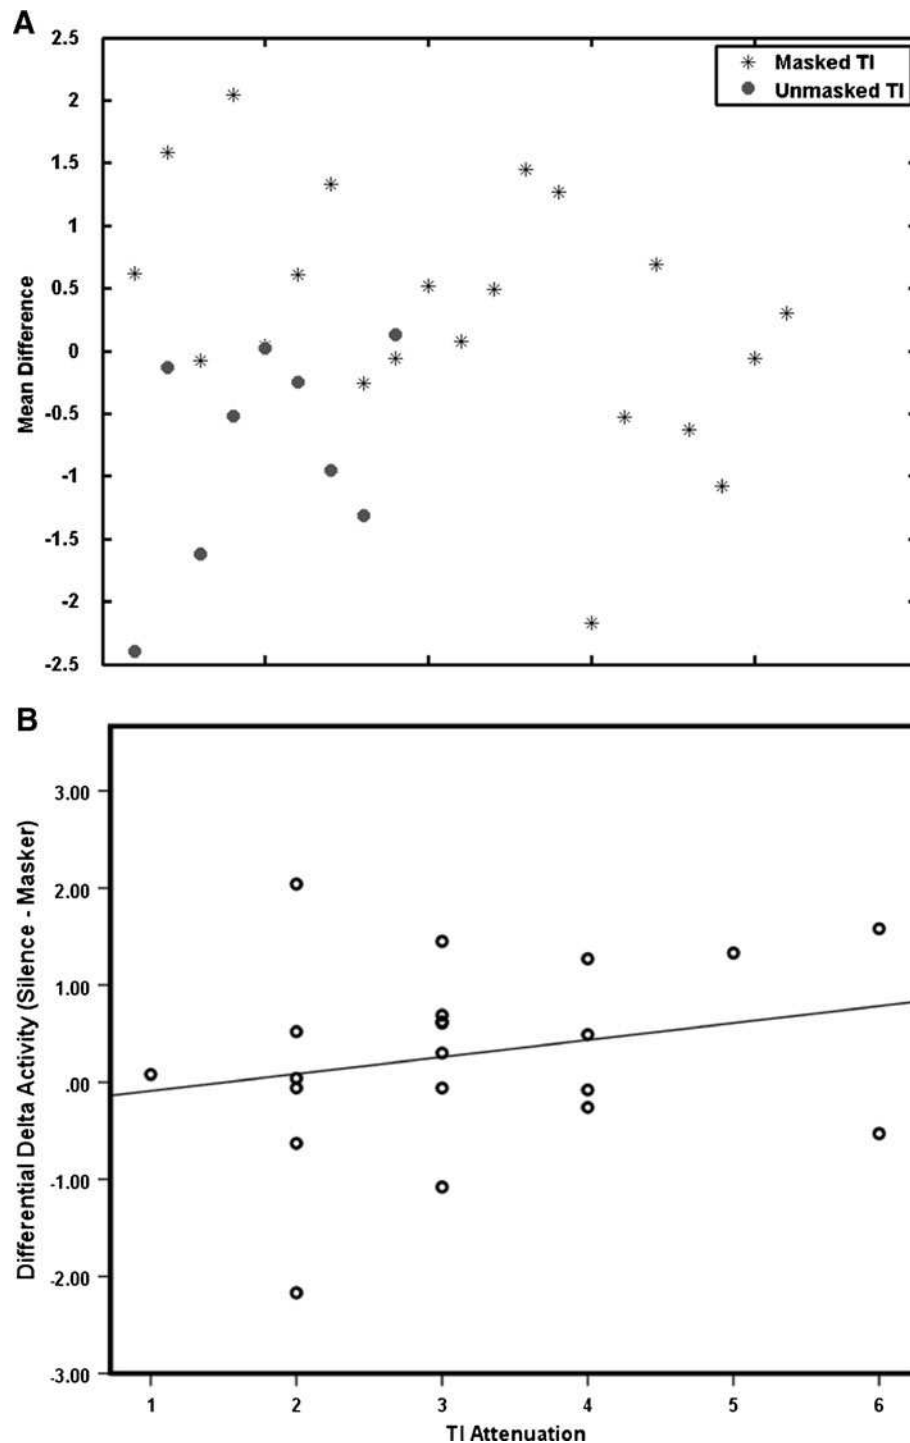 A
2.5
Masked TI
Unmasked TI
2
1.5
1
0.5
0
-0.5
-1
-1.5
-2
-2.5
Mean Difference
B
3.00
2.00
1.00
.00
-1.00
-2.00
-3.00
Differential Delta Activity (Silence - Masker)
1 2 3 4 5 6
TI Attenuation